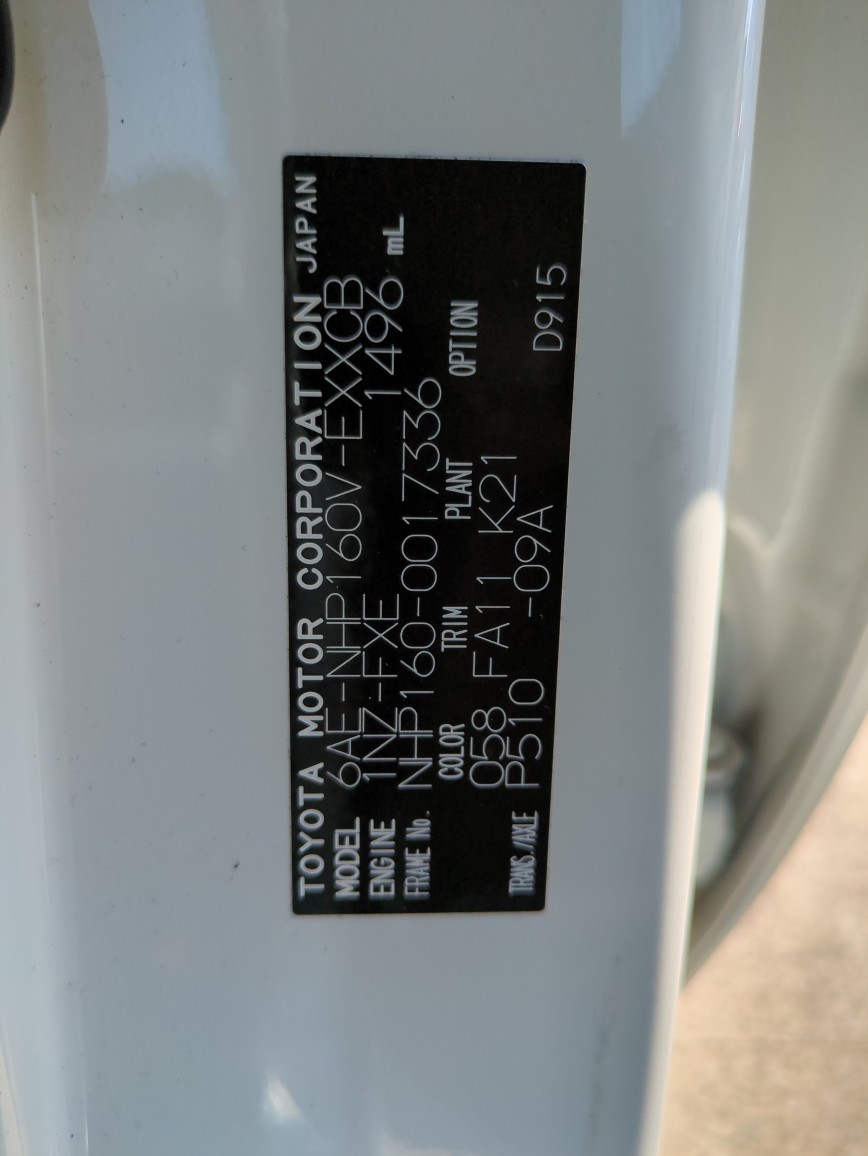 TOYOTA MOTOR CORPORATION JAPAN
MODEL 6AE-NHP160V-EXXCB
ENGINE 1NZ-FXE 1496 mL
FRAME No. NHP160-0017336
COLOR TRIM PLANT OPTION
058 FA11 K21
TRANS./AXLE P510 -09A D915